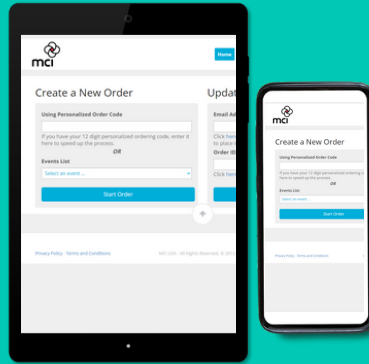 mci
Home
Create a New Order
Updat
Using Personalized Order Code
Email Ad
If you have your 12 digit personalized ordering code, enter it
here to speed up the process.
OR
Click here
to place
Order ID
Events List
Select an event ...
Click here
Start Order
Privacy Policy · Terms and Conditions
MCI USA - All Rights Reserved. © 201
mci
Create a New Order
Using Personalized Order Code
If you have your 12 digit personalized ordering c
here to speed up the process.
OR
Events List
Select an event ...
Start Order
Privacy Policy · Terms and Conditions